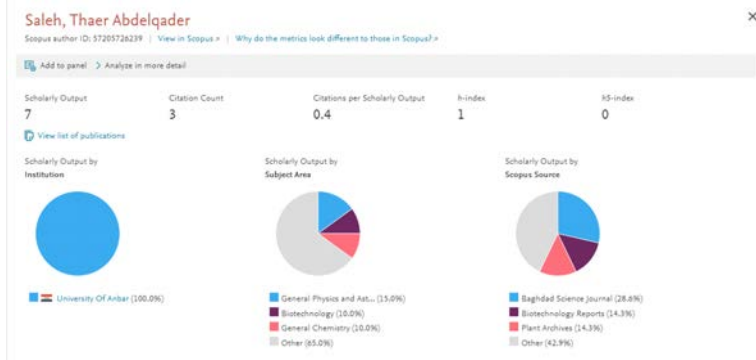 Saleh, Thaer Abdelqader
Scopus author ID: 57205726239 | View in Scopus » | Why do the metrics look different to those in Scopus? »
Add to panel > Analyze in more detail
Scholarly Output Citation Count Citations per Scholarly Output h-index h5-index
7 3 0.4 1 0
View list of publications
Scholarly Output by Scholarly Output by Scholarly Output by
Institution Subject Area Scopus Source
University Of Anbar (100.0%) General Physics and Ast... (15.0%) Baghdad Science Journal (28.6%)
Biotechnology (10.0%) Biotechnology Reports (14.3%)
General Chemistry (10.0%) Plant Archives (14.3%)
Other (65.0%) Other (42.9%)